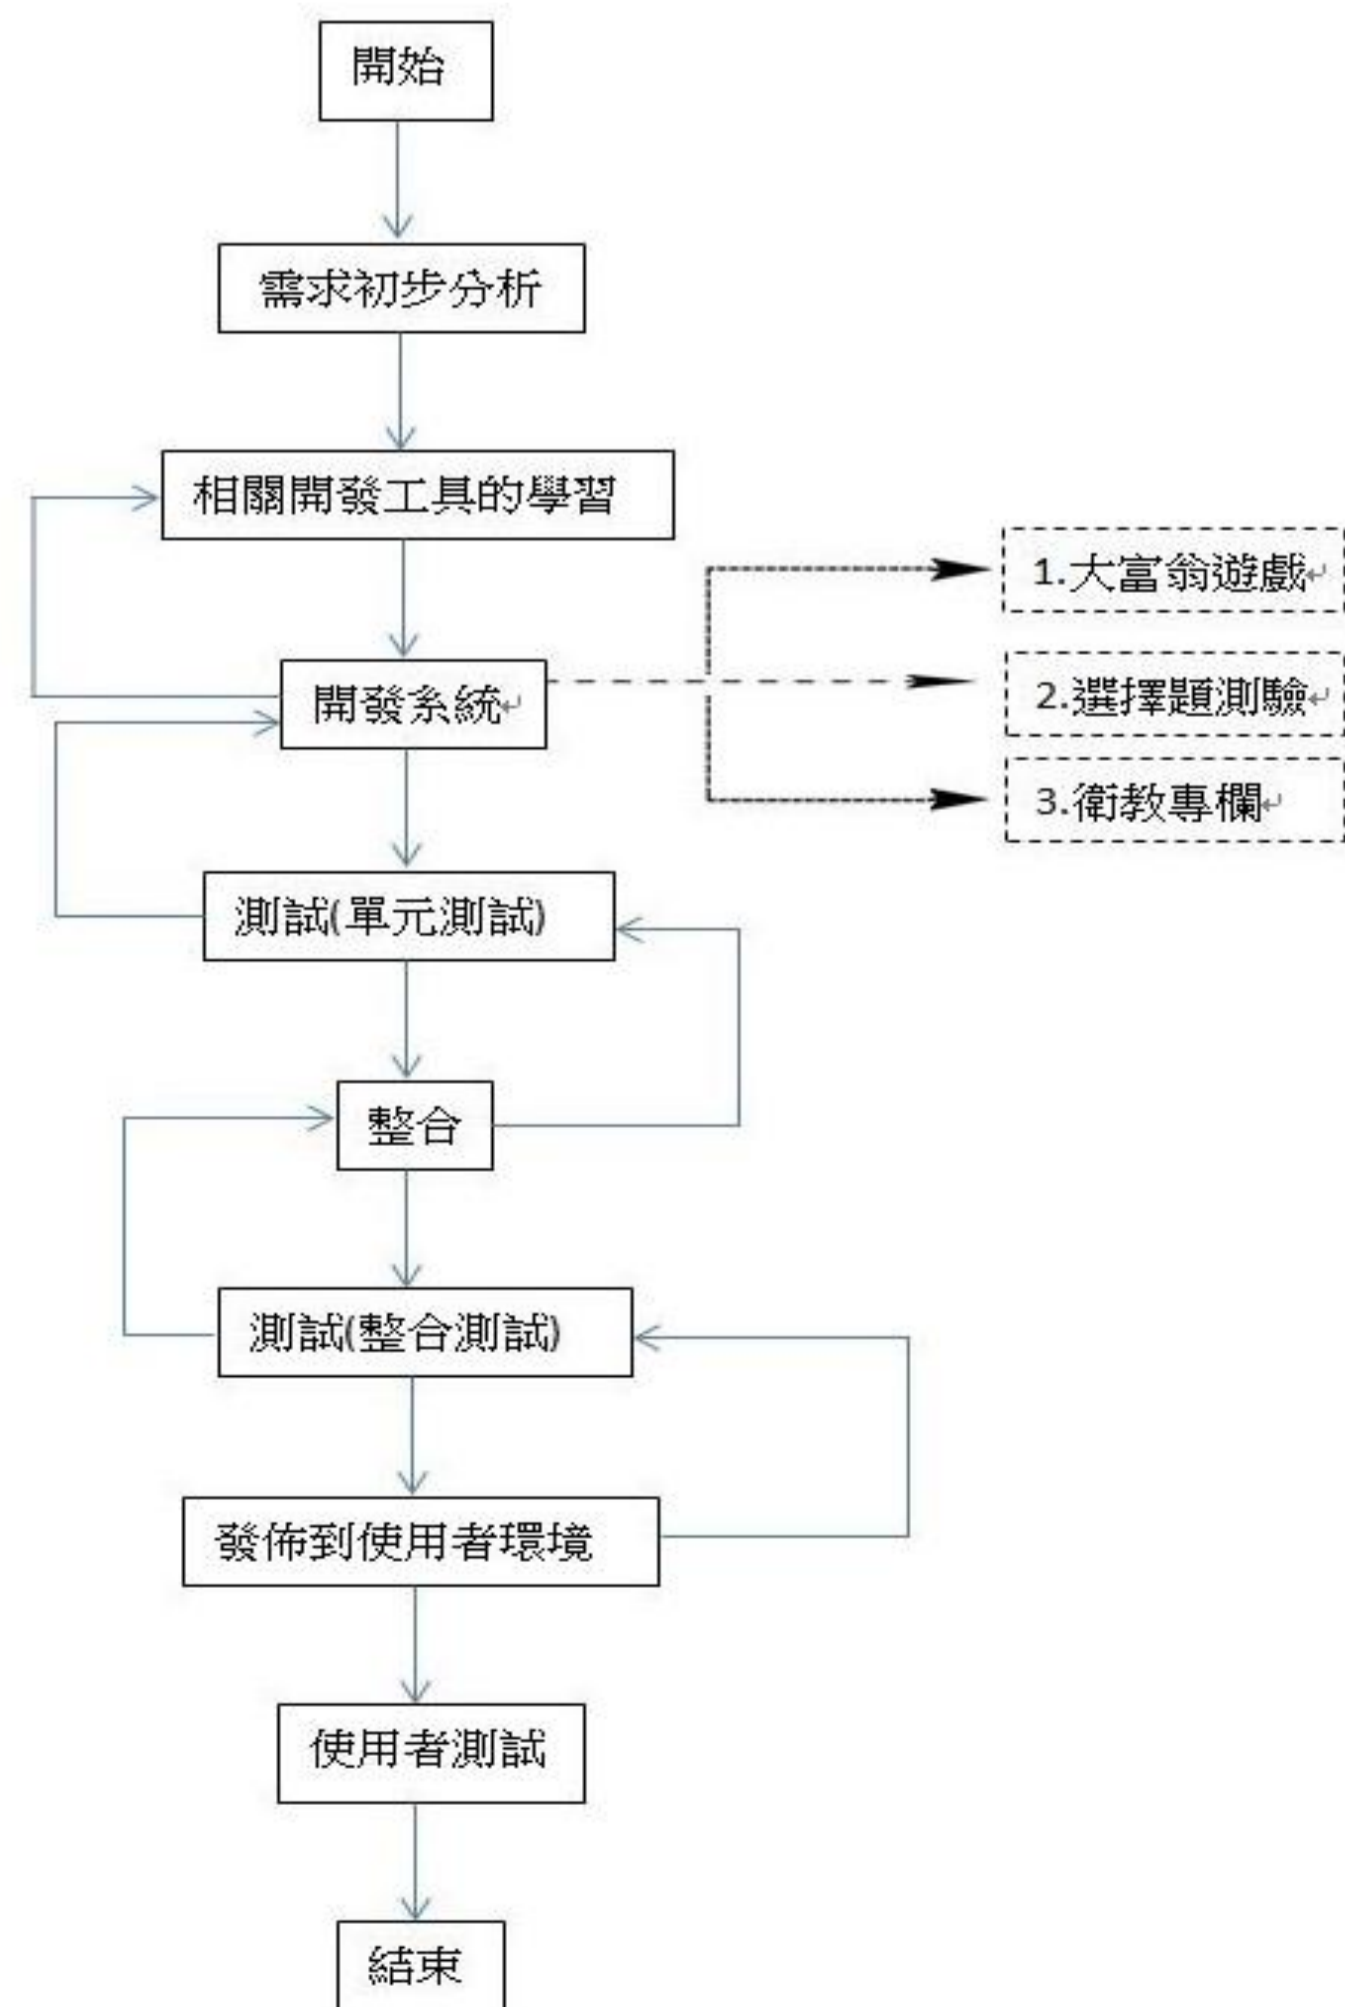 開始
需求初步分析
相關開發工具的學習
1.大富翁遊戲
2.選擇題測驗
3.衛教專欄
開發系統
測試(單元測試)
整合
測試(整合測試)
發佈到使用者環境
使用者測試
結束